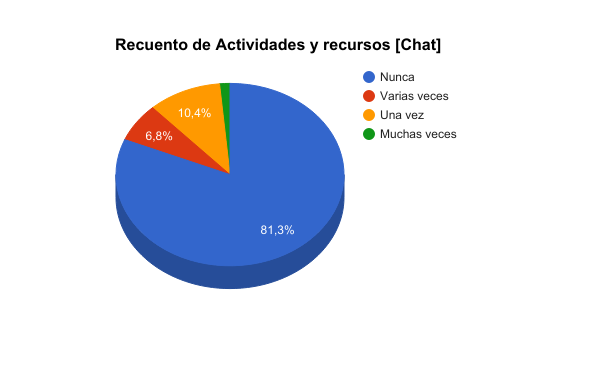 Recuento de Actividades y recursos [Chat]
Nunca
Varias veces
Una vez
Muchas veces
10,4%
6,8%
81,3%